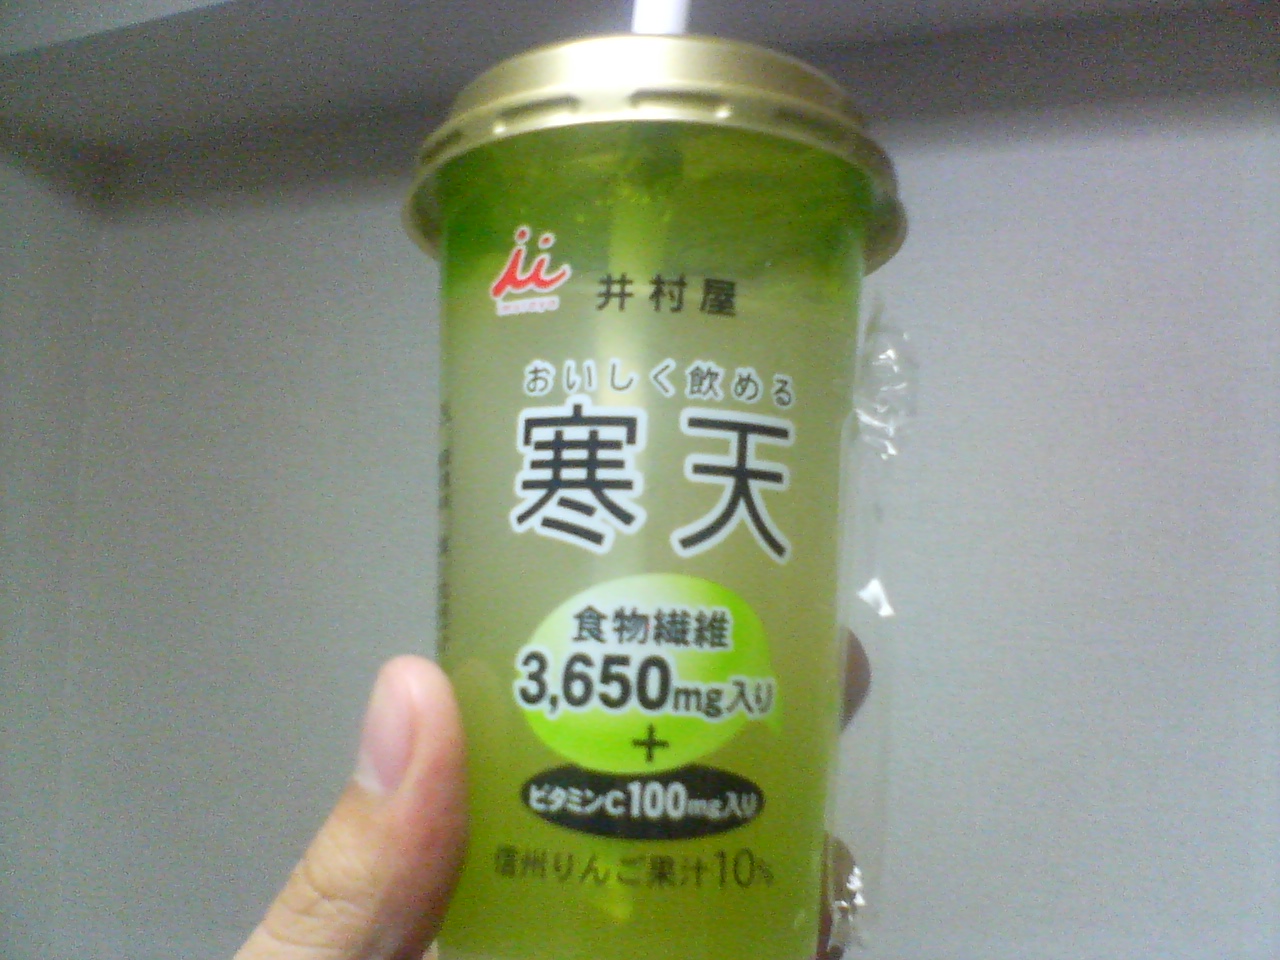 井村屋
おいしく飲める
寒天
食物繊維
3,650mg入り
+
ビタミンC100mg入り
信州りんご果汁10%